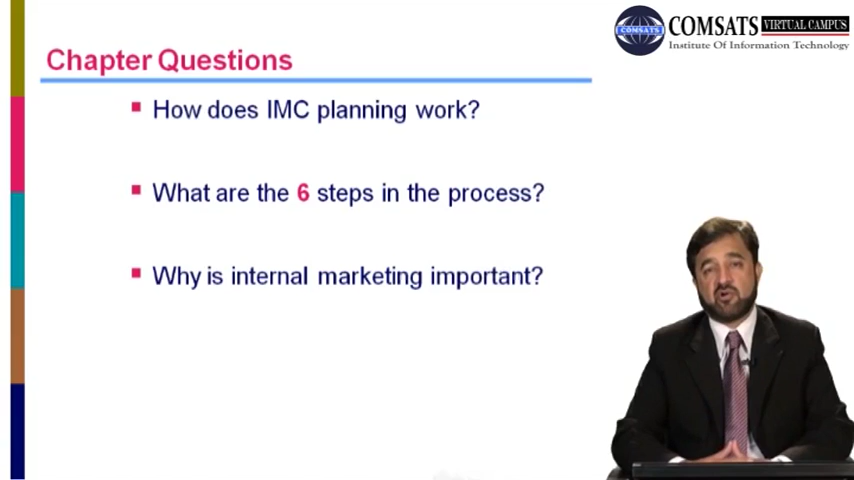 COMSATS VIRTUAL CAMPUS
COMSATS
Institute Of Information Technology
Chapter Questions
How does IMC planning work?
What are the 6 steps in the process?
Why is internal marketing important?